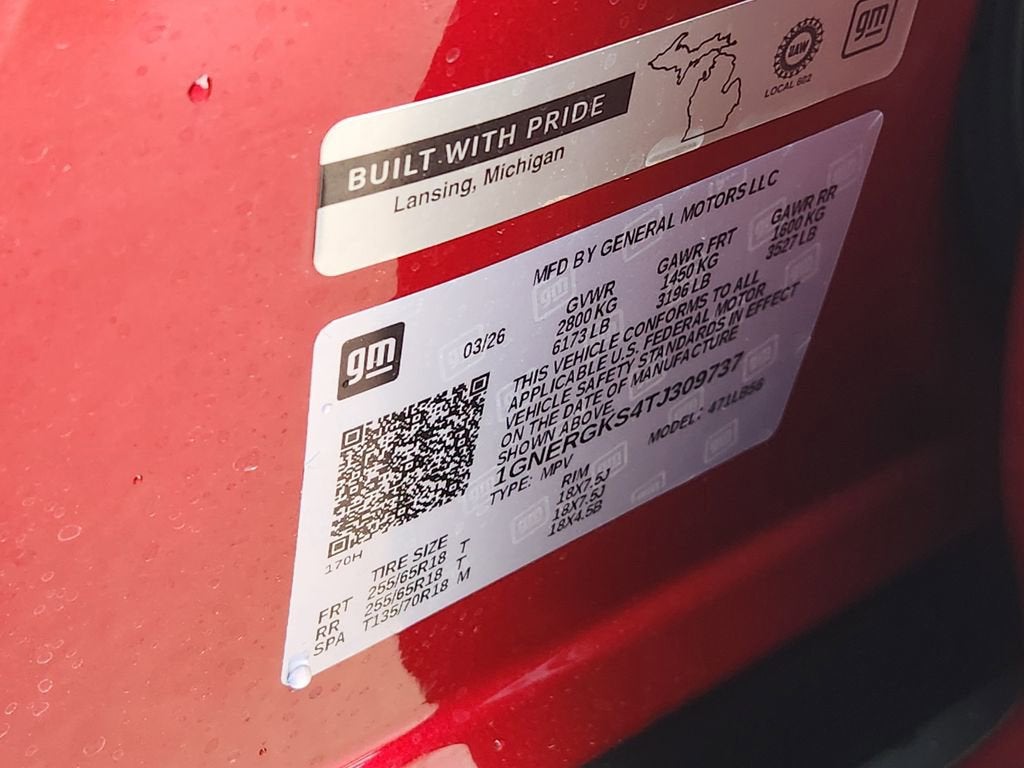 BUILT WITH PRIDE
Lansing, Michigan
UAW
LOCAL 602
gm
MFD BY GENERAL MOTORS LLC
gm
03/26
GVWR GAWR FRT GAWR RR
2800 KG 1450 KG 1600 KG
6173 LB 3196 LB 3527 LB
THIS VEHICLE CONFORMS TO ALL
APPLICABLE U.S. FEDERAL MOTOR
VEHICLE SAFETY STANDARDS IN EFFECT
ON THE DATE OF MANUFACTURE
SHOWN ABOVE.
1GNERGKS4TJ309737
TYPE: MPV MODEL: 471LB56
170H
TIRE SIZE RIM
FRT 255/65R18 T 18X7.5J
RR 255/65R18 T 18X7.5J
SPA T135/70R18 M 18X4.5B